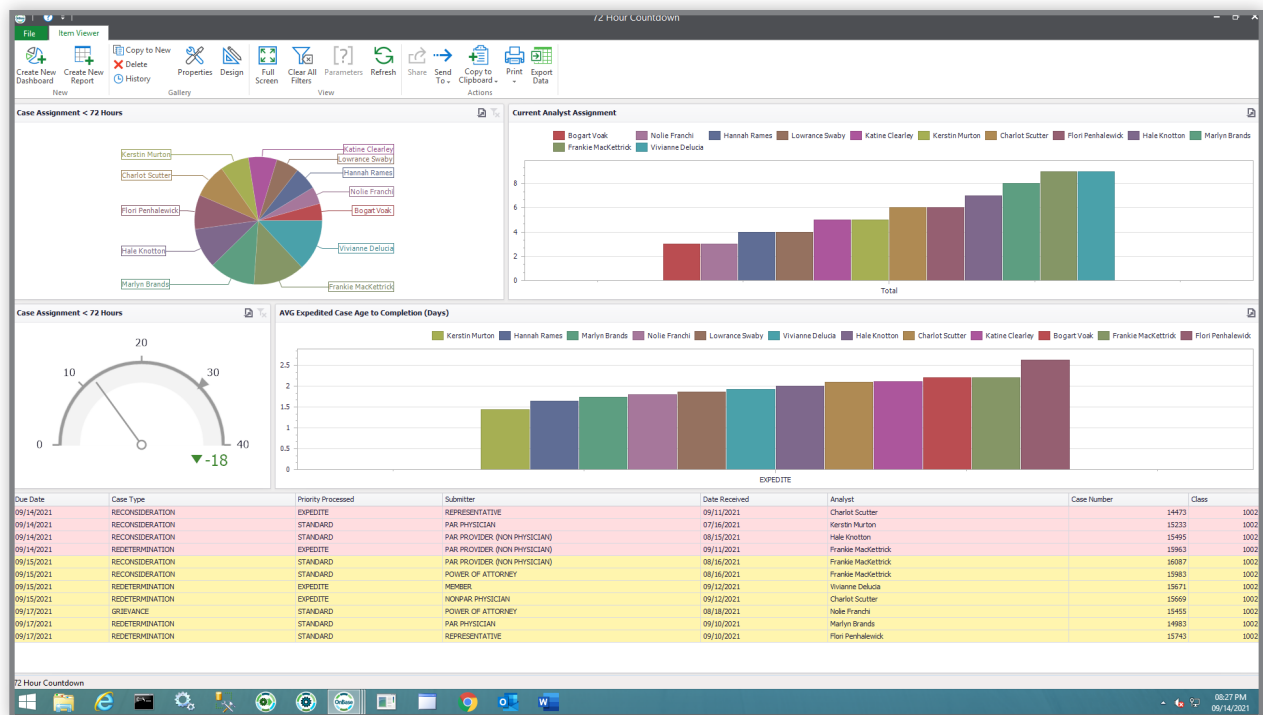 72 Hour Countdown
File Item Viewer
Create New Dashboard
Create New Report
Copy to New
Delete
History
Properties
Design
Full Screen
Clear All Filters
Parameters
Refresh
Share
Send To
Copy to Clipboard
Print
Export Data
New Gallery View Actions
Case Assignment < 72 Hours
Kerstin Murton
Charlot Scutter
Flori Penhalewick
Hale Knotton
Marlyn Brands
Katine Clearley
Lowrance Swaby
Hannah Rames
Nolie Franchi
Bogart Voak
Vivianne Delucia
Frankie MacKettrick
Current Analyst Assignment
Bogart Voak Nolie Franchi Hannah Rames Lowrance Swaby Katine Clearley Kerstin Murton Charlot Scutter Flori Penhalewick Hale Knotton Marlyn Brands
Frankie MacKettrick Vivianne Delucia
8
6
4
2
0
Total
Case Assignment < 72 Hours
0
10
20
30
40
-18
AVG Expedited Case Age to Completion (Days)
Kerstin Murton Hannah Rames Marlyn Brands Nolie Franchi Lowrance Swaby Vivianne Delucia Hale Knotton Charlot Scutter Katine Clearley Bogart Voak Frankie MacKettrick Flori Penhalewick
2.5
2
1.5
1
0.5
0
EXPEDITE
Due Date Case Type Priority Processed Submitter Date Received Analyst Case Number Class
09/14/2021 RECONSIDERATION EXPEDITE REPRESENTATIVE 09/11/2021 Charlot Scutter 14473 1002
09/14/2021 RECONSIDERATION STANDARD PAR PHYSICIAN 07/16/2021 Kerstin Murton 15233 1002
09/14/2021 RECONSIDERATION STANDARD PAR PROVIDER (NON PHYSICIAN) 08/15/2021 Hale Knotton 15495 1002
09/14/2021 REDETERMINATION EXPEDITE PAR PROVIDER (NON PHYSICIAN) 09/11/2021 Frankie MacKettrick 15963 1002
09/15/2021 RECONSIDERATION STANDARD PAR PROVIDER (NON PHYSICIAN) 08/16/2021 Frankie MacKettrick 16087 1002
09/15/2021 RECONSIDERATION STANDARD POWER OF ATTORNEY 08/16/2021 Frankie MacKettrick 15983 1002
09/15/2021 REDETERMINATION EXPEDITE MEMBER 09/12/2021 Vivianne Delucia 15671 1002
09/15/2021 REDETERMINATION EXPEDITE NONPAR PHYSICIAN 09/12/2021 Charlot Scutter 15669 1002
09/17/2021 GRIEVANCE STANDARD POWER OF ATTORNEY 08/18/2021 Nolie Franchi 15455 1002
09/17/2021 REDETERMINATION STANDARD PAR PHYSICIAN 09/10/2021 Marlyn Brands 14983 1002
09/17/2021 REDETERMINATION STANDARD REPRESENTATIVE 09/10/2021 Flori Penhalewick 15743 1002
72 Hour Countdown
OnBase
08:27 PM
09/14/2021